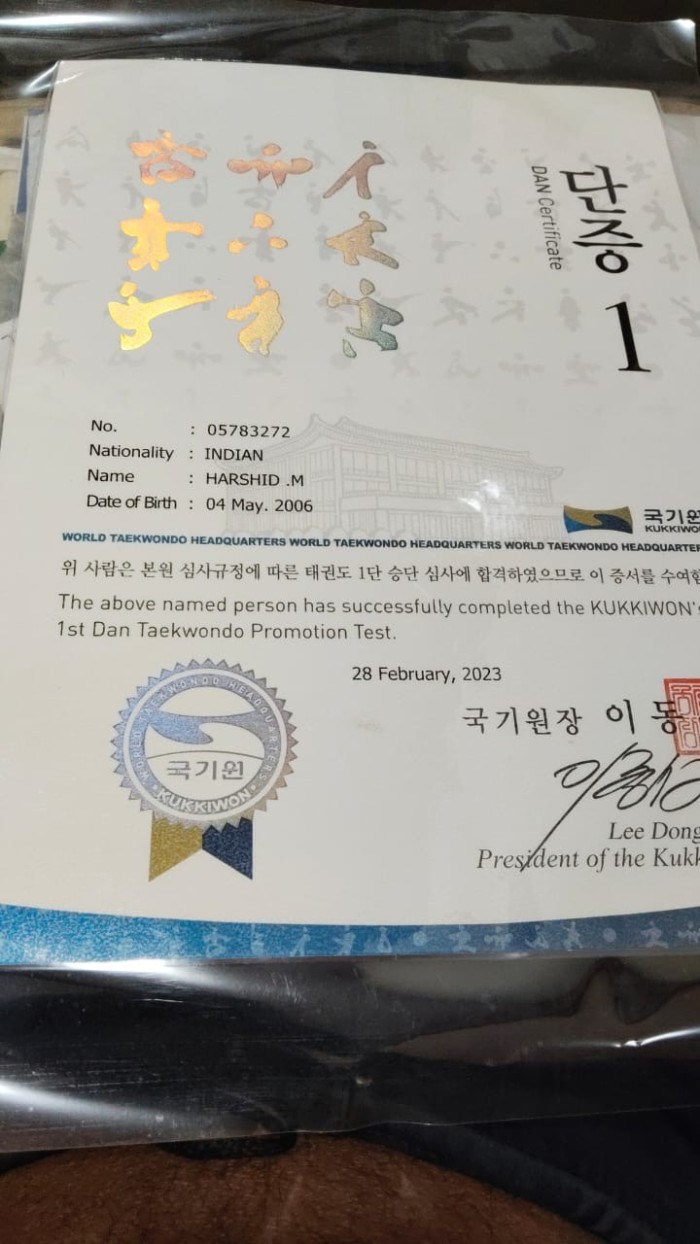 단증
DAN Certificate
1
No. : 05783272
Nationality : INDIAN
Name : HARSHID .M
Date of Birth : 04 May. 2006
국기원
KUKKIWO
WORLD TAEKWONDO HEADQUARTERS WORLD TAEKWONDO HEADQUARTERS WORLD TAEKWONDO HEADQUARTER
위 사람은 본원 심사규정에 따른 태권도 1단 승단 심사에 합격하였으므로 이 증서를 수여합
The above named person has successfully completed the KUKKIWON's
1st Dan Taekwondo Promotion Test.
28 February, 2023
WORLD TAEKWONDO HEADQUARTERS
국기원
KUKKIWON
국기원장 이 동
Lee Dong
President of the Kukk